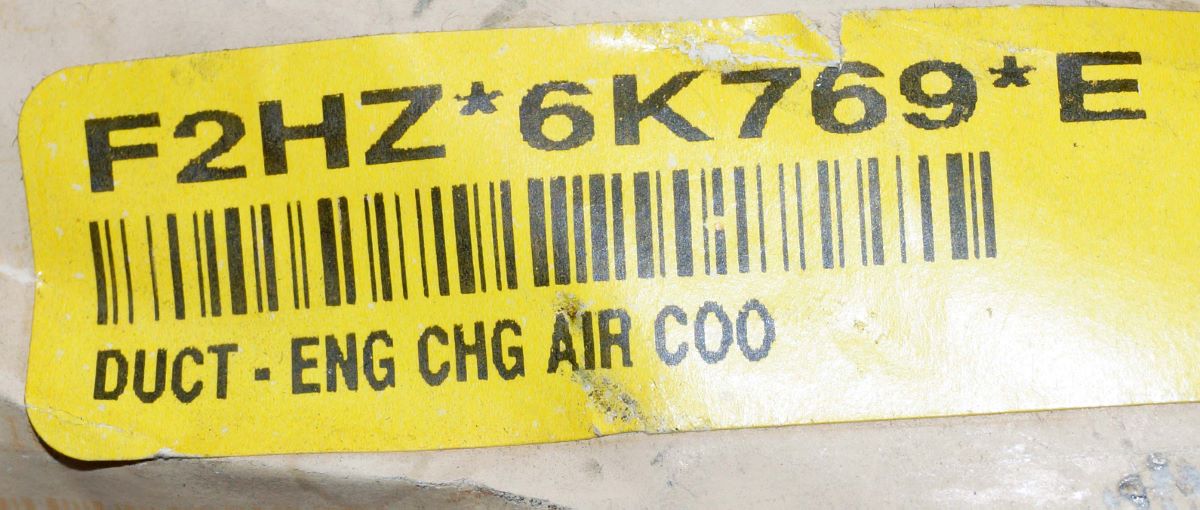 F2HZ*6K769*E
DUCT - ENG CHG AIR COO